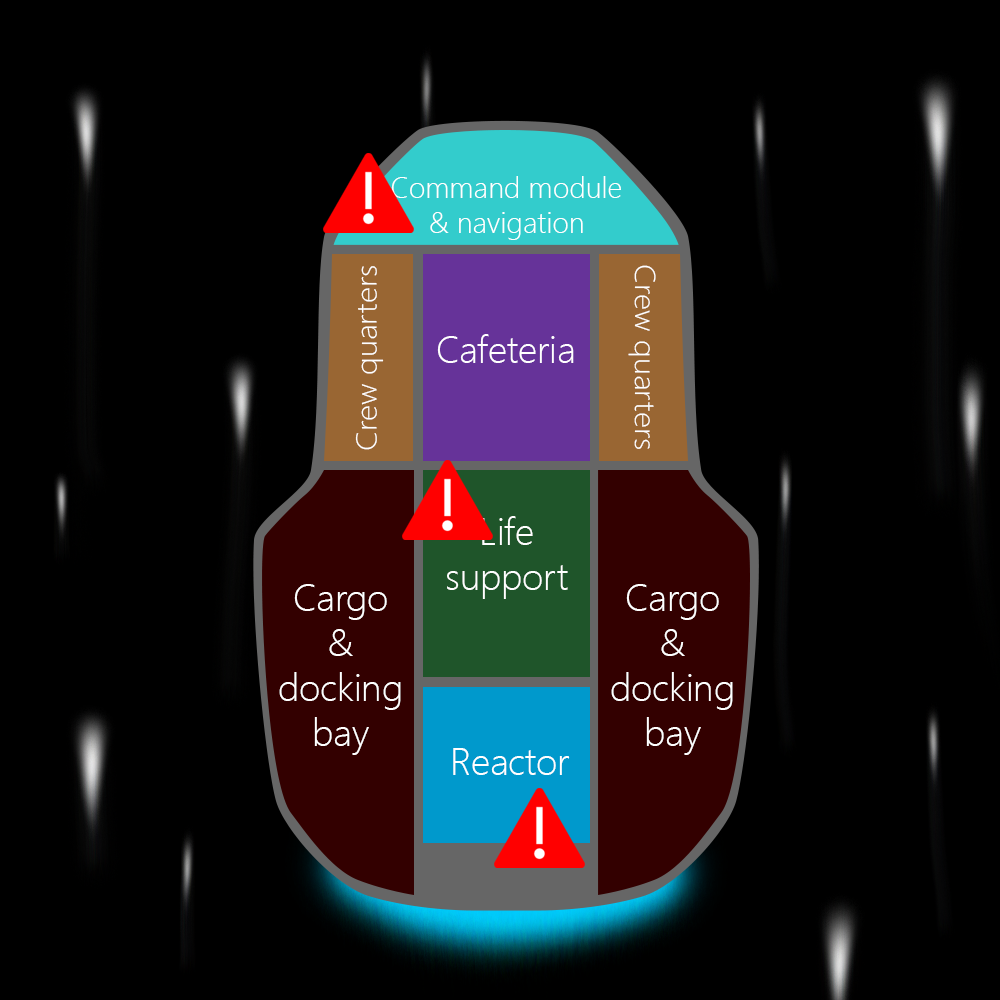 Command module
& navigation
Crew quarters
Cafeteria
Crew quarters
Life
support
Cargo
&
docking
bay
Cargo
&
docking
bay
Reactor